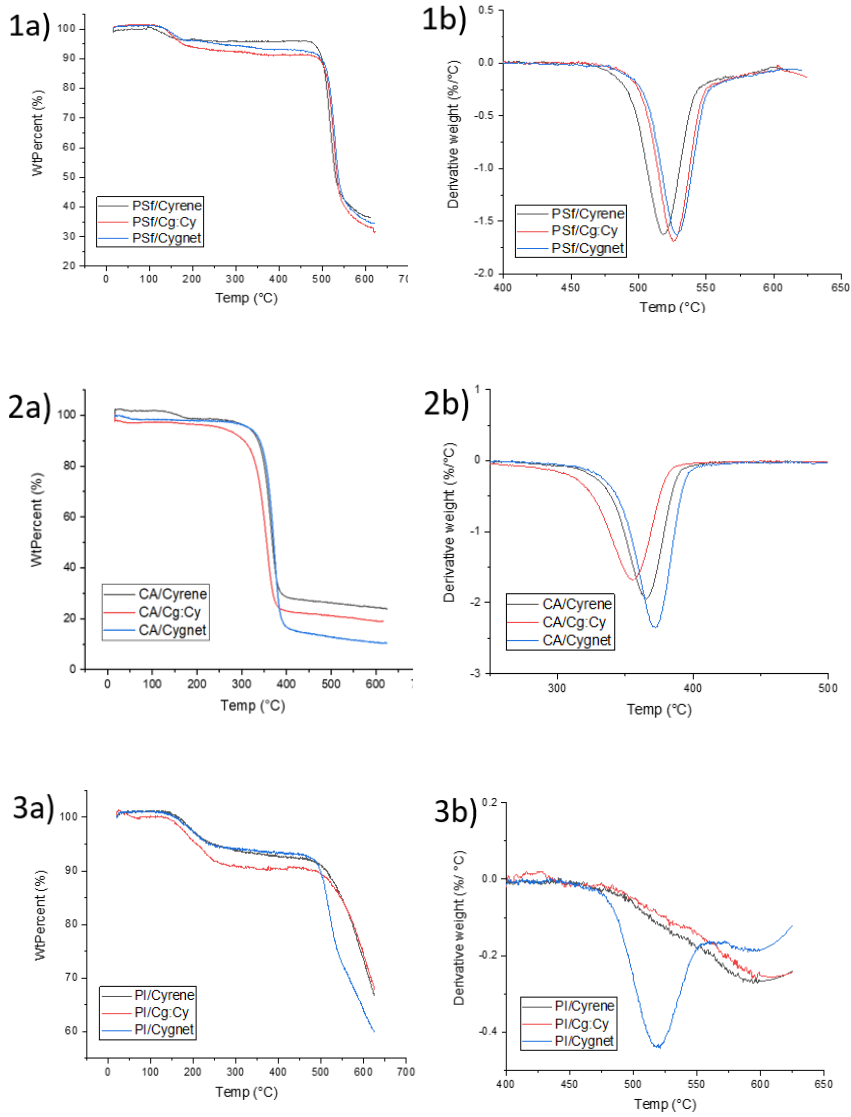 1a)
WtPercent (%)
100
90
80
70
60
50
40
30
20
PSf/Cyrene
PSf/Cg:Cy
PSf/Cygnet
0 100 200 300 400 500 600 70
Temp (°C)
1b)
Derivative weight (%/°C)
0.0
-0.5
-1.0
-1.5
-2.0
PSf/Cyrene
PSf/Cg:Cy
PSf/Cygnet
400 450 500 550 600 650
Temp (°C)
2a)
WtPercent (%)
100
80
60
40
20
0
CA/Cyrene
CA/Cg:Cy
CA/Cygnet
0 100 200 300 400 500 600
Temp (°C)
2b)
Derivative weight (%/°C)
1
0
-1
-2
-3
CA/Cyrene
CA/Cg:Cy
CA/Cygnet
300 400 500
Temp (°C)
3a)
WtPercent (%)
100
90
80
70
60
PI/Cyrene
PI/Cg:Cy
PI/Cygnet
0 100 200 300 400 500 600 700
Temp (°C)
3b)
Derivative weight (%/ °C)
0.2
0.0
-0.2
-0.4
PI/Cyrene
PI/Cg:Cy
PI/Cygnet
400 450 500 550 600 650
Temp (°C)